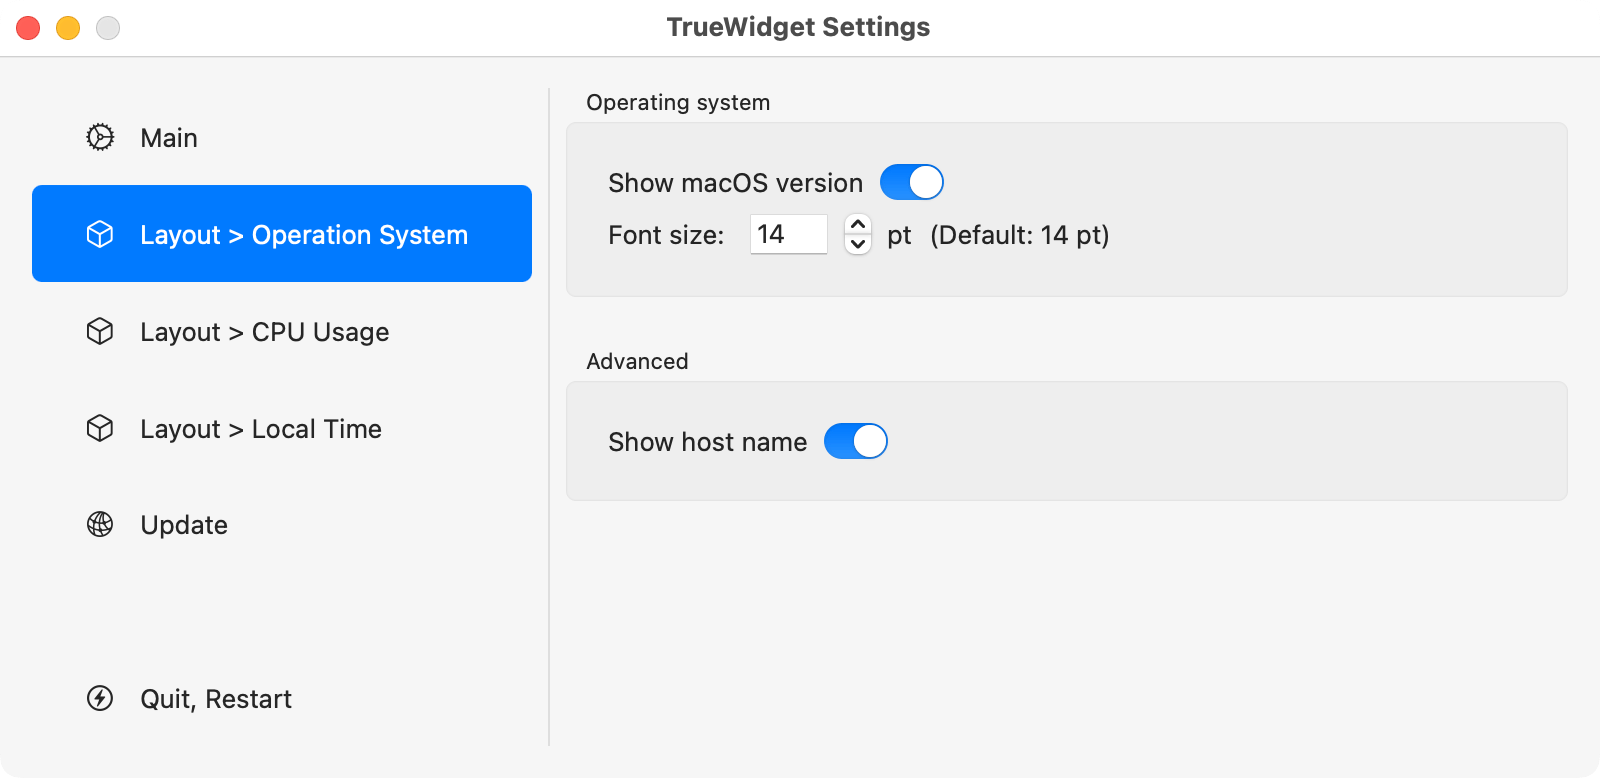 TrueWidget Settings
Main
Layout > Operation System
Layout > CPU Usage
Layout > Local Time
Update
Quit, Restart
Operating system
Show macOS version
Font size: 14 pt (Default: 14 pt)
Advanced
Show host name